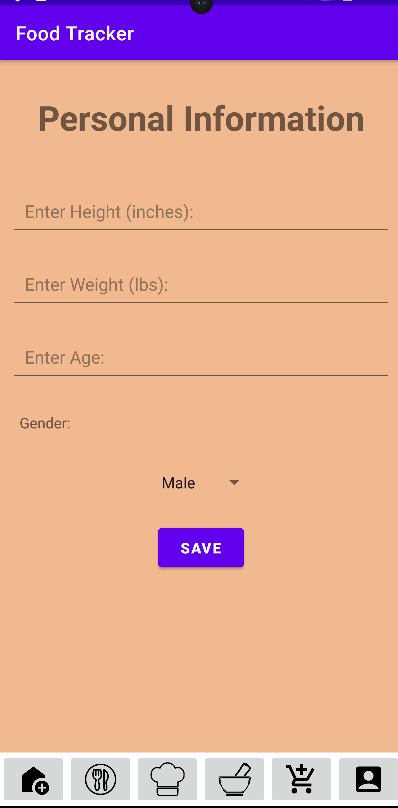 Food Tracker
Personal Information
Enter Height (inches):
Enter Weight (lbs):
Enter Age:
Gender:
Male
SAVE